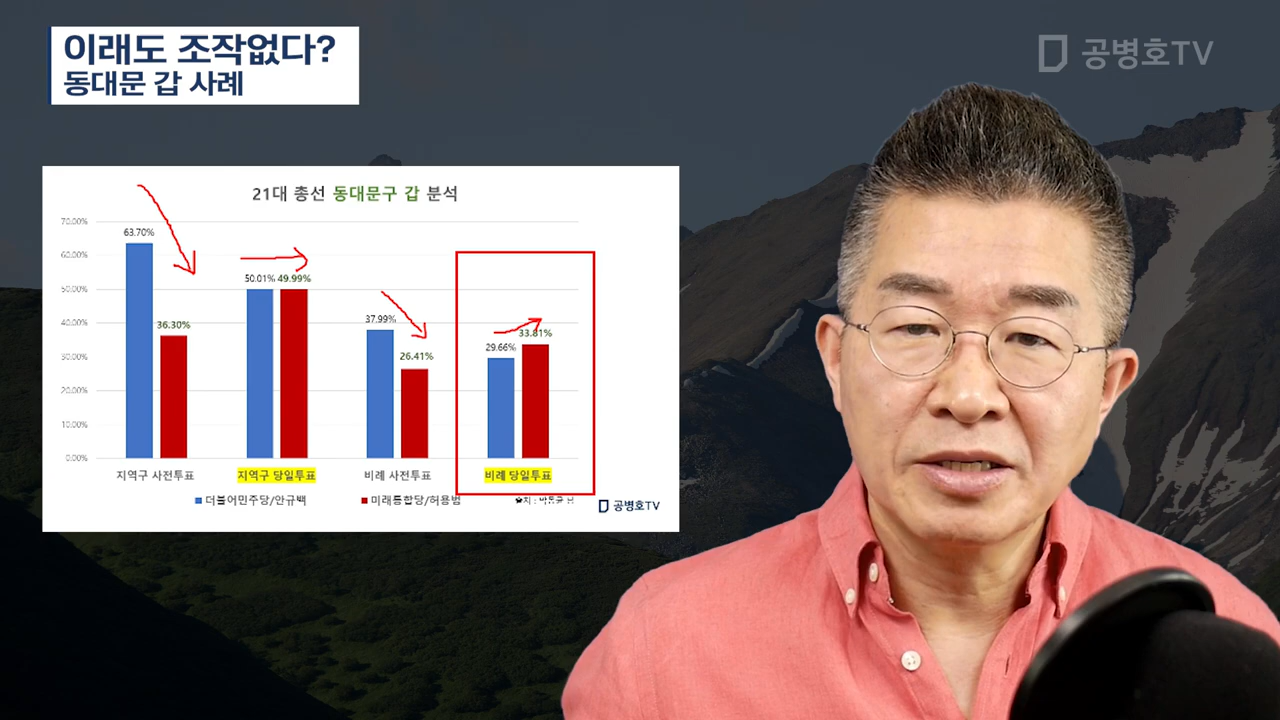 이래도 조작없다?
동대문 갑 사례
공병호TV
21대 총선 동대문구 갑 분석
70.00%
60.00%
50.00%
40.00%
30.00%
20.00%
10.00%
0.00%
63.70%
36.30%
50.01% 49.99%
37.99%
26.41%
29.66%
33.81%
지역구 사전투표
지역구 당일투표
비례 사전투표
비례 당일투표
더불어민주당/안규백
미래통합당/허용범
공병호TV